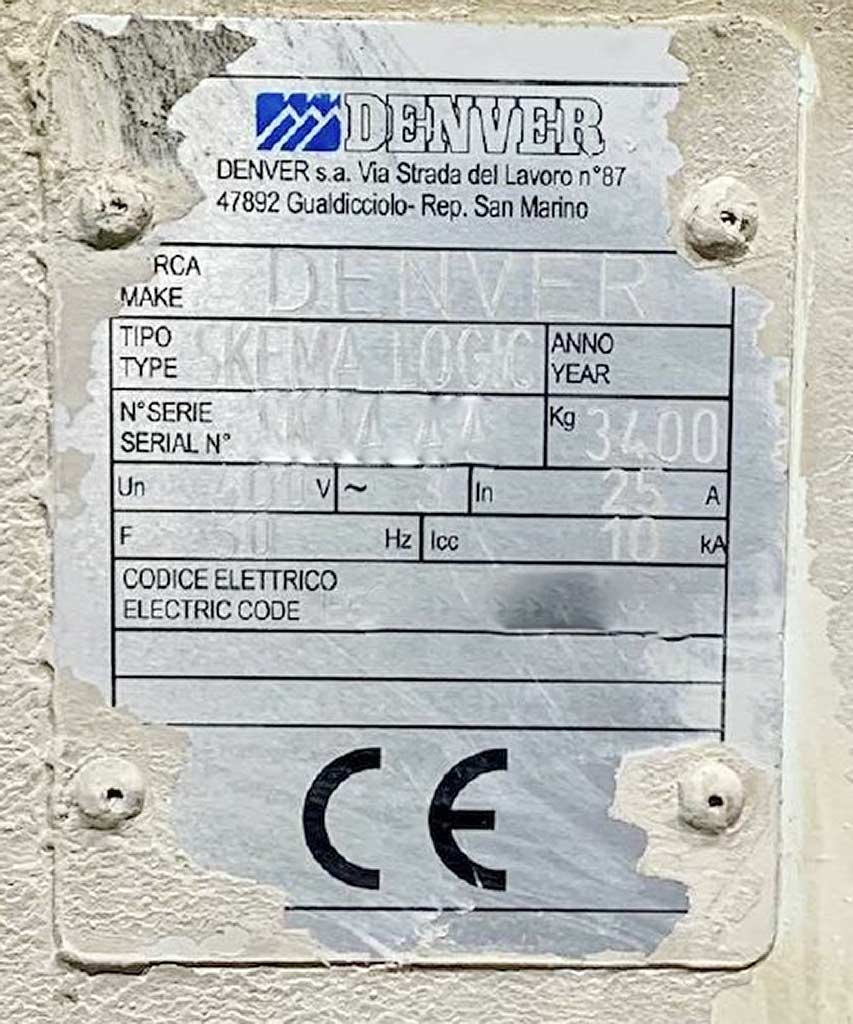 DENVER
DENVER s.a. Via Strada del Lavoro n°87
47892 Gualdicciolo- Rep. San Marino
RCA
MAKE DENVER
TIPO
TYPE SKEMA LOGIC
ANNO
YEAR
N° SERIE
SERIAL N°
Kg 3400
Un 400 V ~ 3 In 25 A
F 50 Hz Icc 10 kA
CODICE ELETTRICO
ELECTRIC CODE
CE